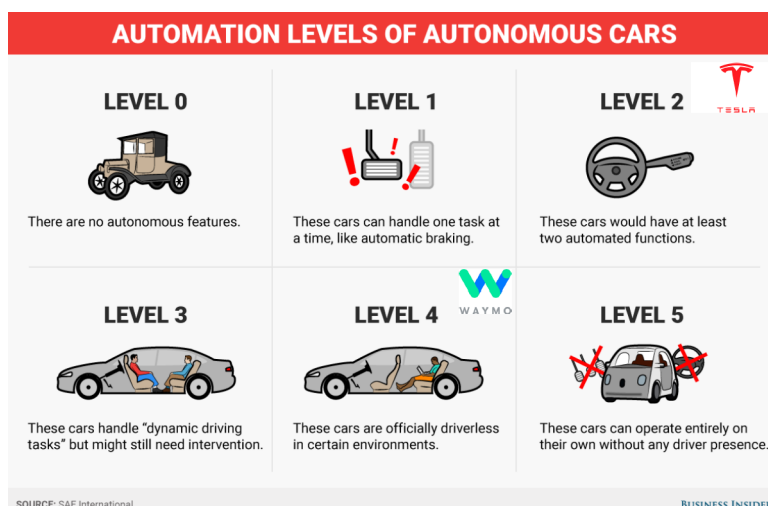 AUTOMATION LEVELS OF AUTONOMOUS CARS
LEVEL 0
There are no autonomous features.
LEVEL 1
These cars can handle one task at
a time, like automatic braking.
LEVEL 2
TESLA
These cars would have at least
two automated functions.
LEVEL 3
These cars handle “dynamic driving
tasks” but might still need intervention.
WAYMO
LEVEL 4
These cars are officially driverless
in certain environments.
LEVEL 5
These cars can operate entirely on
their own without any driver presence.
SOURCE: SAE International
BUSINESS INSIDER